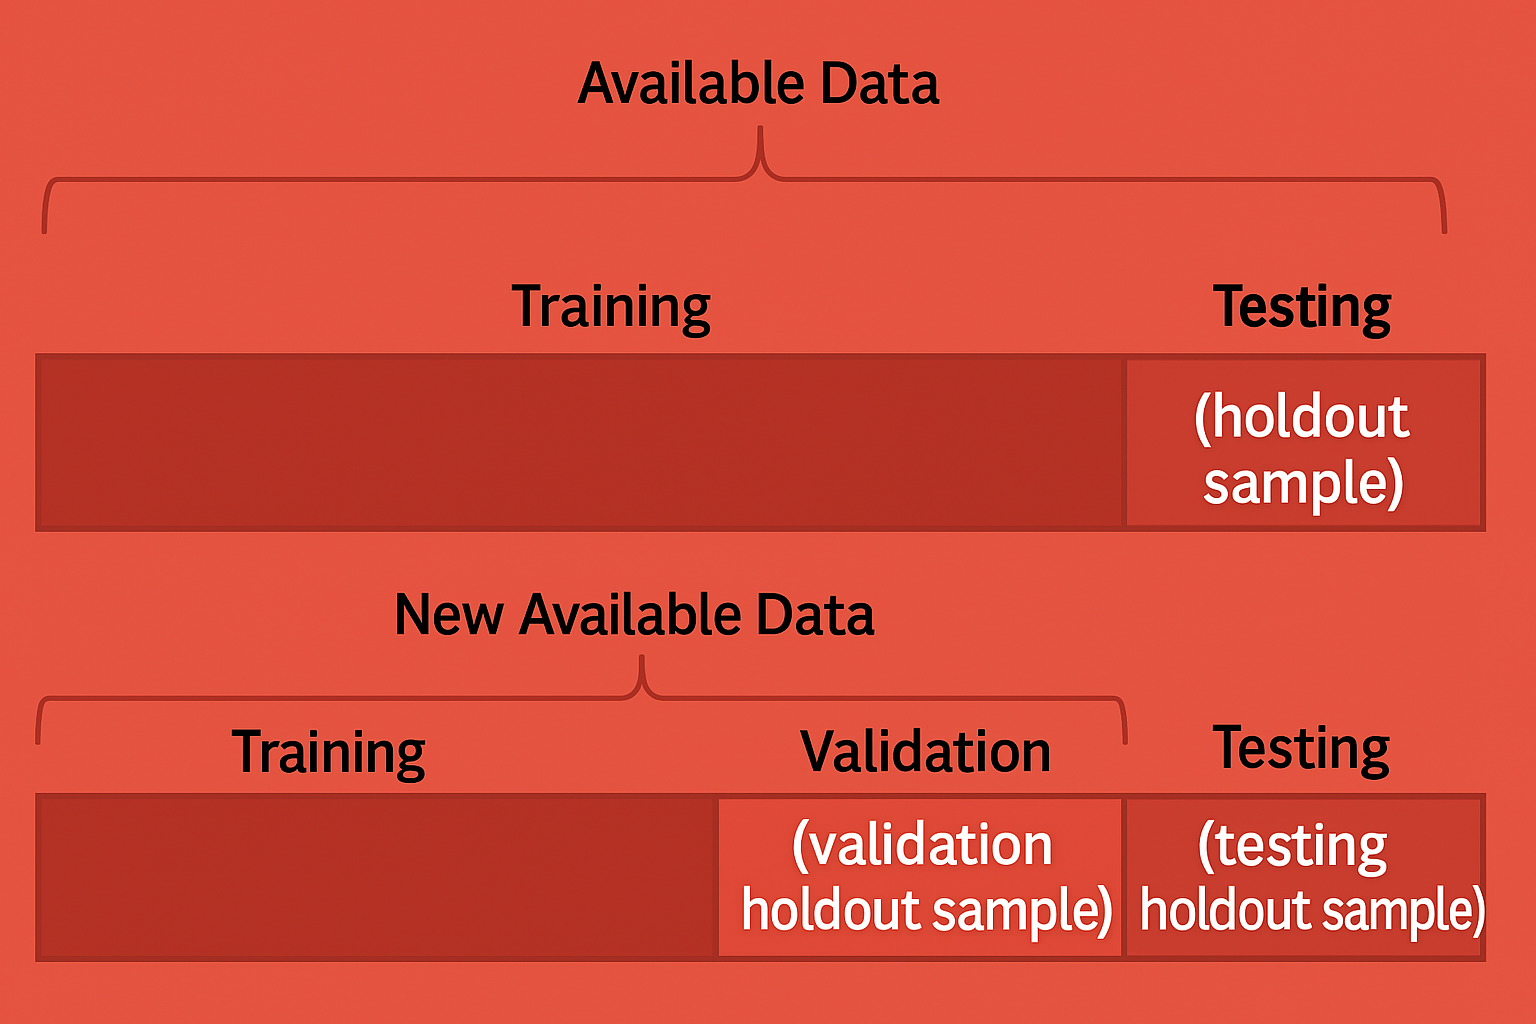 Available Data
Training
Testing
(holdout
sample)
New Available Data
Training
Validation
Testing
(validation
holdout sample)
(testing
holdout sample)